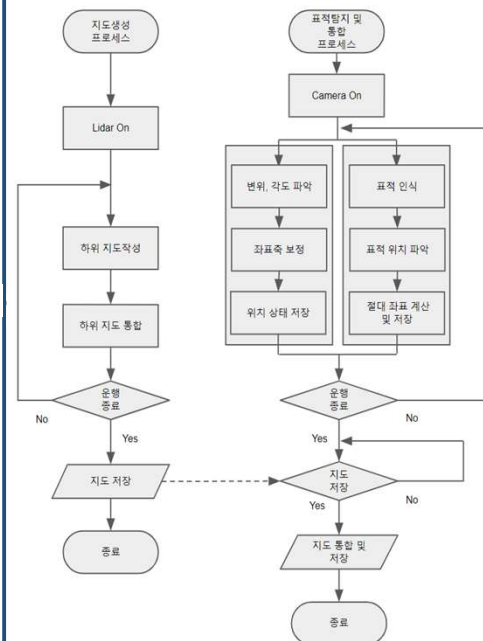 지도생성
프로세스
Lidar On
하위 지도작성
하위 지도 통합
운행
종료
No
Yes
지도 저장
종료
표적탐지 및
통합
프로세스
Camera On
변위, 각도 파악
좌표축 보정
위치 상태 저장
표적 인식
표적 위치 파악
절대 좌표 계산
및 저장
운행
종료
No
Yes
지도
저장
No
Yes
지도 통합 및
저장
종료